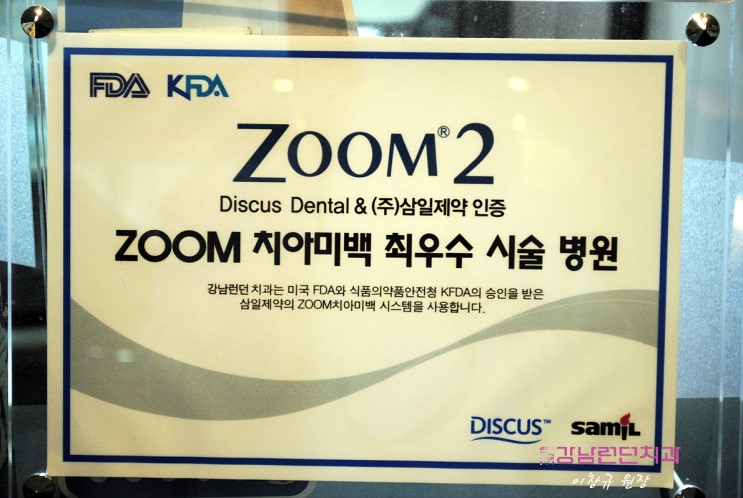 FDA KFDA
ZOOM® 2
Discus Dental & (주)삼일제약 인증
ZOOM 치아미백 최우수 시술 병원
강남런던 치과는 미국 FDA와 식품의약품안전청 KFDA의 승인을 받은
삼일제약의 ZOOM치아미백 시스템을 사용합니다.
DISCUS™ samil
강남런던치과
이창규 원장